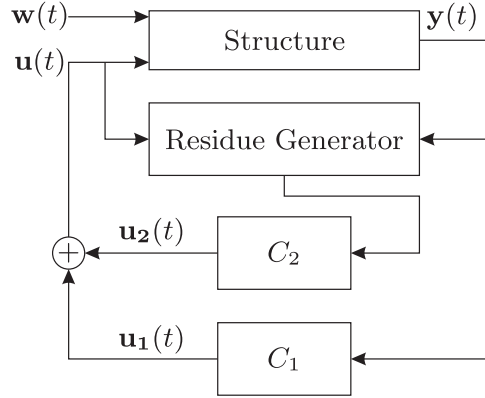 w(t)
y(t)
Structure
u(t)
Residue Generator
u₂(t)
C₂
+
u₁(t)
C₁